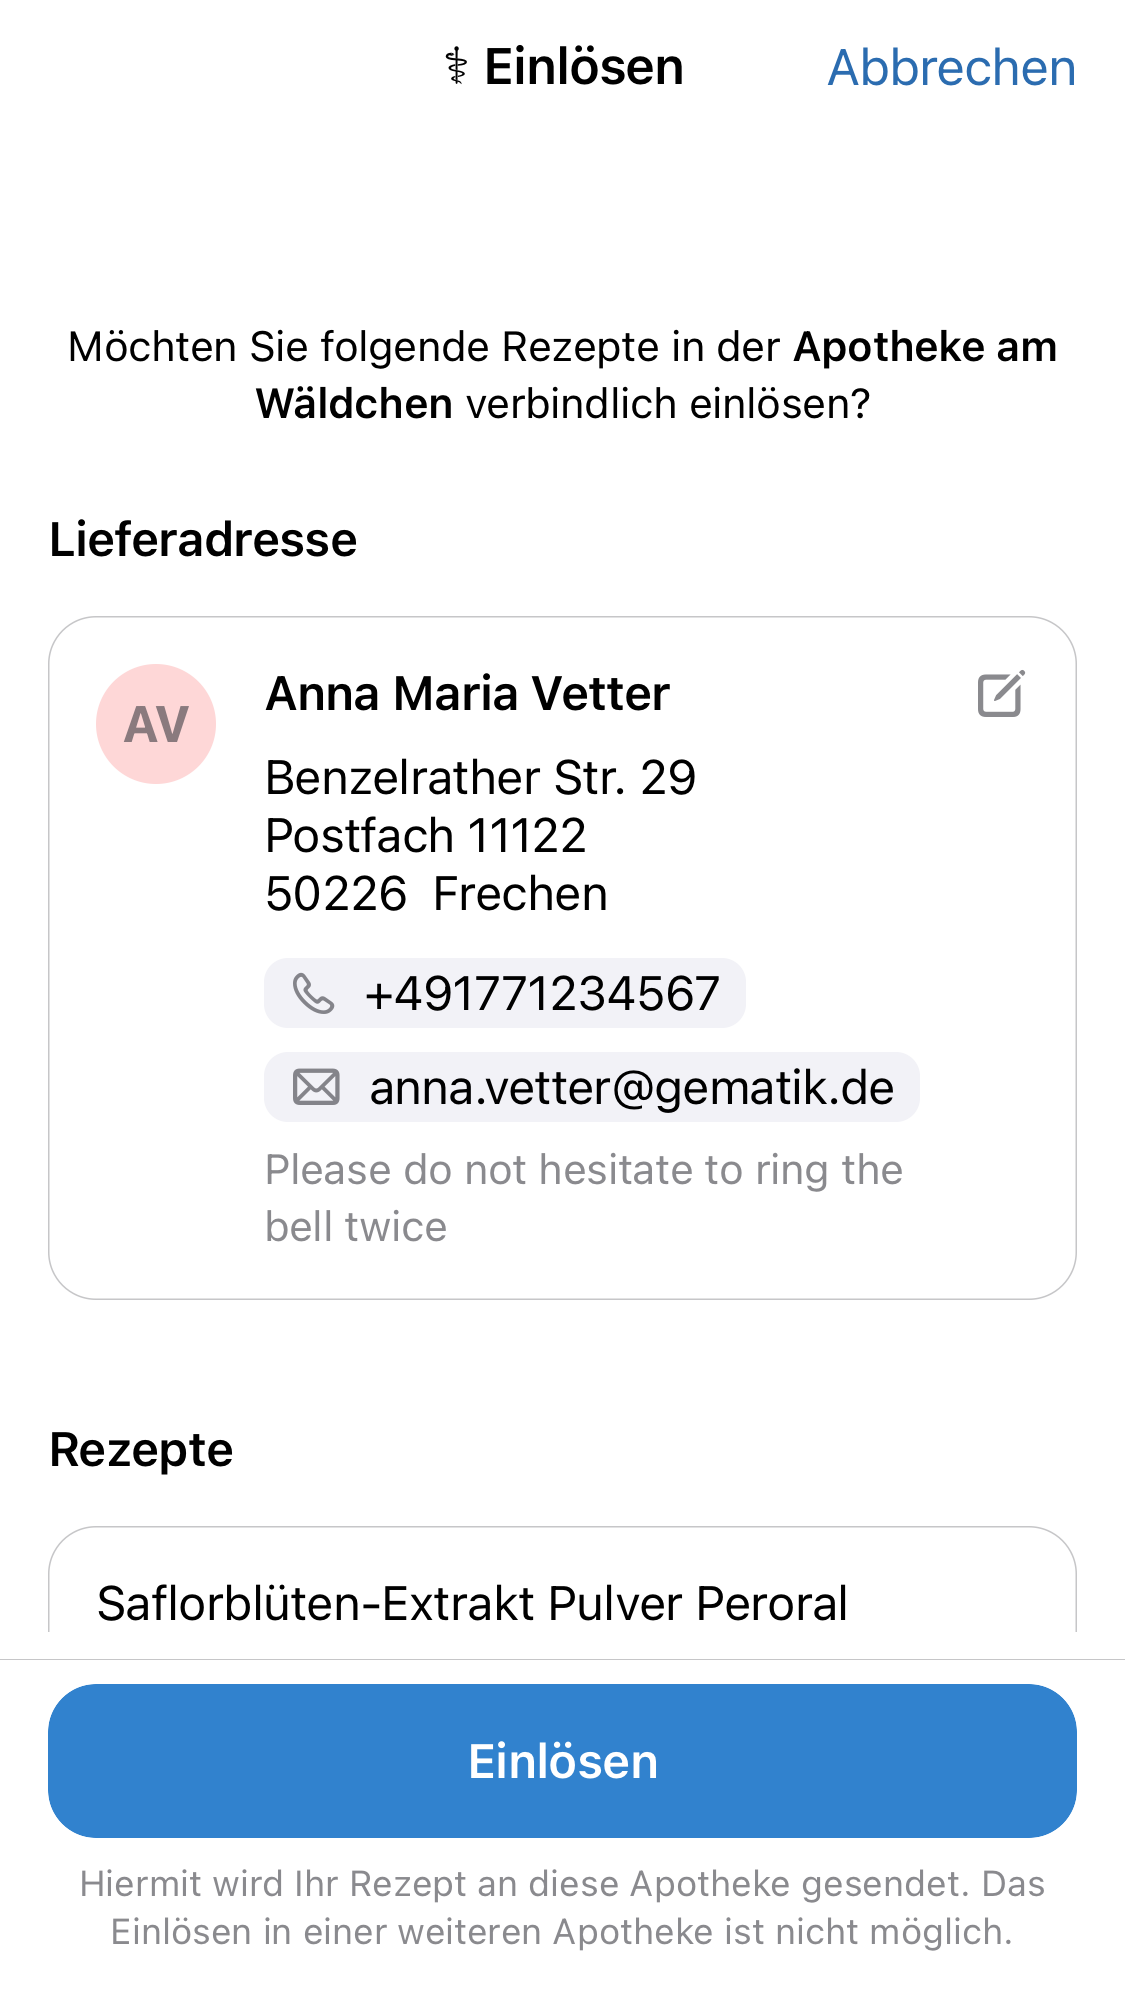 ⚕ Einlösen
Abbrechen
Möchten Sie folgende Rezepte in der Apotheke am
Wäldchen verbindlich einlösen?
Lieferadresse
AV
Anna Maria Vetter
Benzelrather Str. 29
Postfach 11122
50226 Frechen
+491771234567
anna.vetter@gematik.de
Please do not hesitate to ring the
bell twice
Rezepte
Saflorblüten-Extrakt Pulver Peroral
Einlösen
Hiermit wird Ihr Rezept an diese Apotheke gesendet. Das
Einlösen in einer weiteren Apotheke ist nicht möglich.